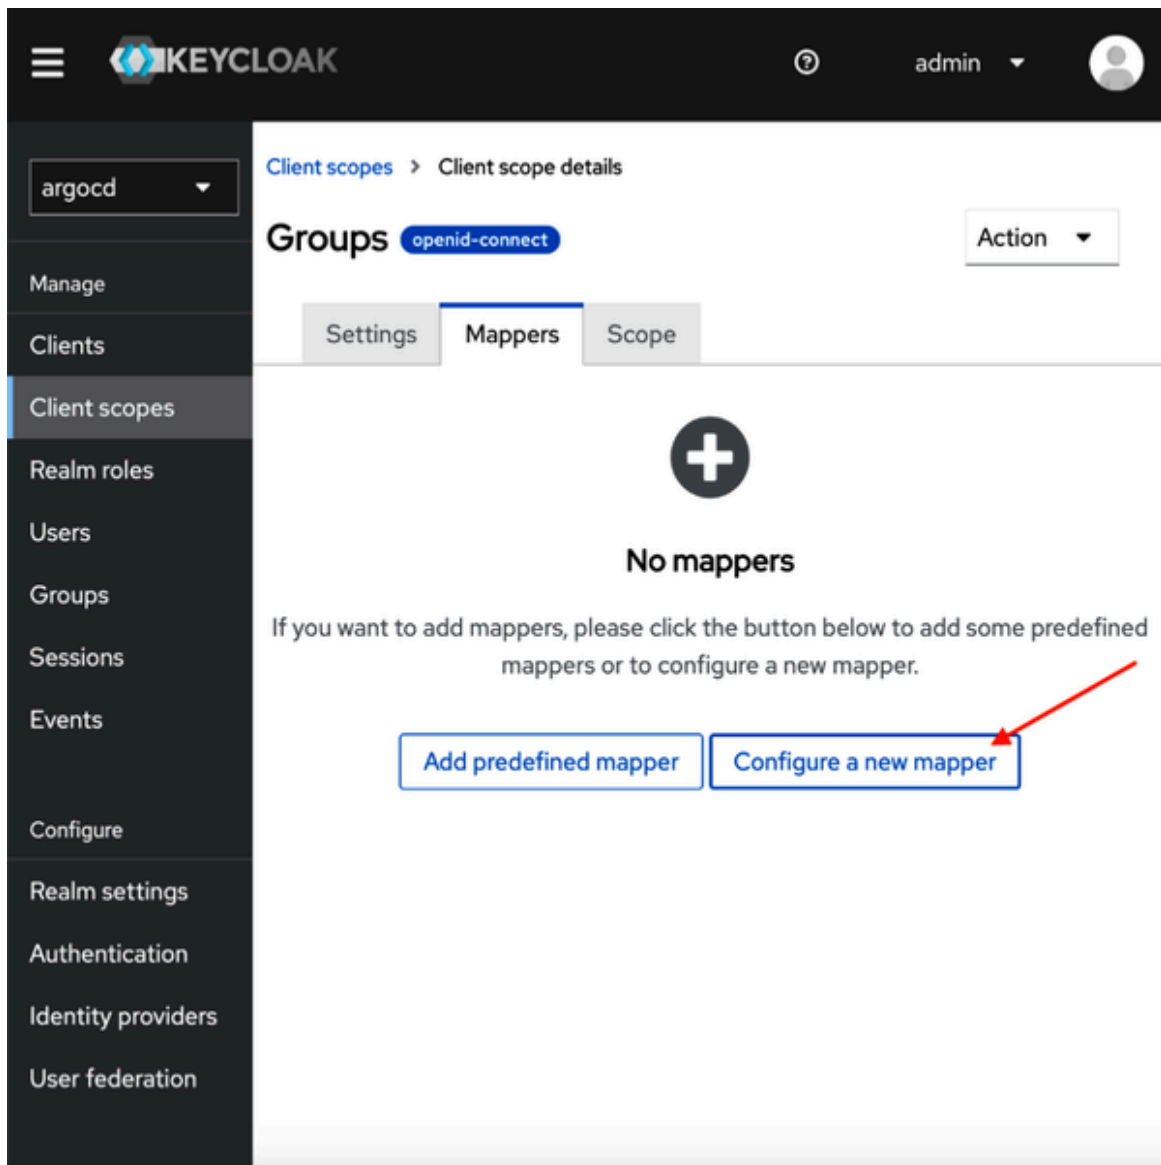 KEYCLOAK
admin
argocd
Manage
Clients
Client scopes
Realm roles
Users
Groups
Sessions
Events
Configure
Realm settings
Authentication
Identity providers
User federation
Client scopes > Client scope details
Groups openid-connect
Action
Settings Mappers Scope
No mappers
If you want to add mappers, please click the button below to add some predefined
mappers or to configure a new mapper.
Add predefined mapper Configure a new mapper